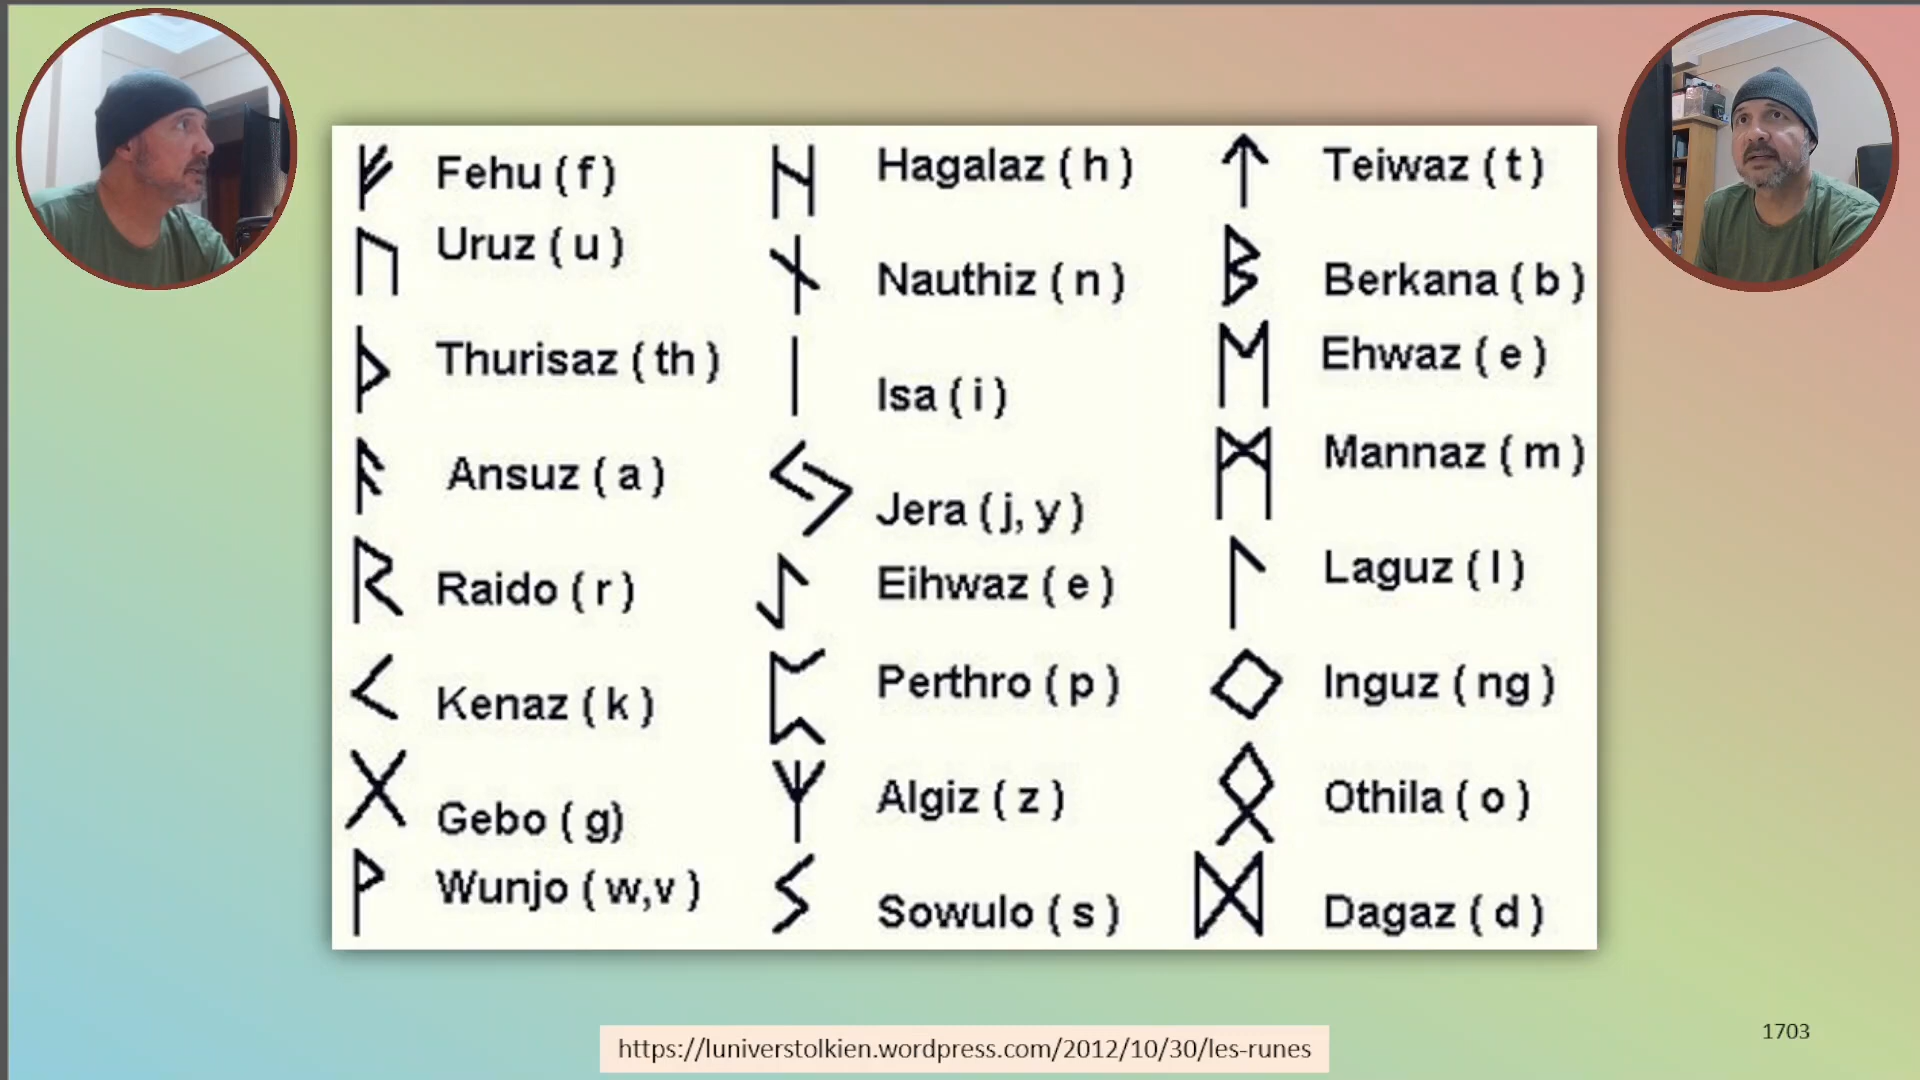 ᚠ Fehu ( f )
ᚢ Uruz ( u )
ᚦ Thurisaz ( th )
ᚨ Ansuz ( a )
ᚱ Raido ( r )
ᚲ Kenaz ( k )
ᚷ Gebo ( g)
ᚹ Wunjo ( w,v )
ᚺ Hagalaz ( h )
ᚾ Nauthiz ( n )
ᛁ Isa ( i )
ᛃ Jera ( j, y )
ᛇ Eihwaz ( e )
ᛈ Perthro ( p )
ᛉ Algiz ( z )
ᛊ Sowulo ( s )
ᛏ Teiwaz ( t )
ᛒ Berkana ( b )
ᛖ Ehwaz ( e )
ᛗ Mannaz ( m )
ᛚ Laguz ( l )
ᛜ Inguz ( ng )
ᛟ Othila ( o )
ᛞ Dagaz ( d )
https://luniverstolkien.wordpress.com/2012/10/30/les-runes
1703